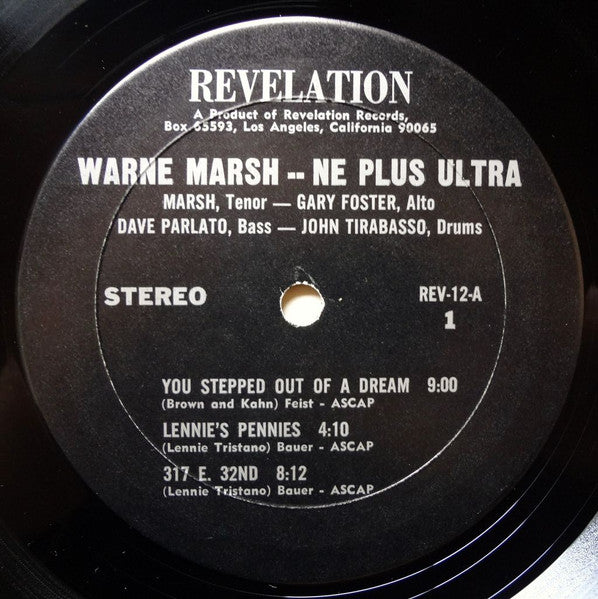 REVELATION
A Product of Revelation Records,
Box 65593, Los Angeles, California 90065
WARNE MARSH -- NE PLUS ULTRA
MARSH, Tenor — GARY FOSTER, Alto
DAVE PARLATO, Bass — JOHN TIRABASSO, Drums
STEREO
REV-12-A
1
YOU STEPPED OUT OF A DREAM 9:00
(Brown and Kahn) Feist - ASCAP
LENNIE'S PENNIES 4:10
(Lennie Tristano) Bauer - ASCAP
317 E. 32ND 8:12
(Lennie Tristano) Bauer - ASCAP